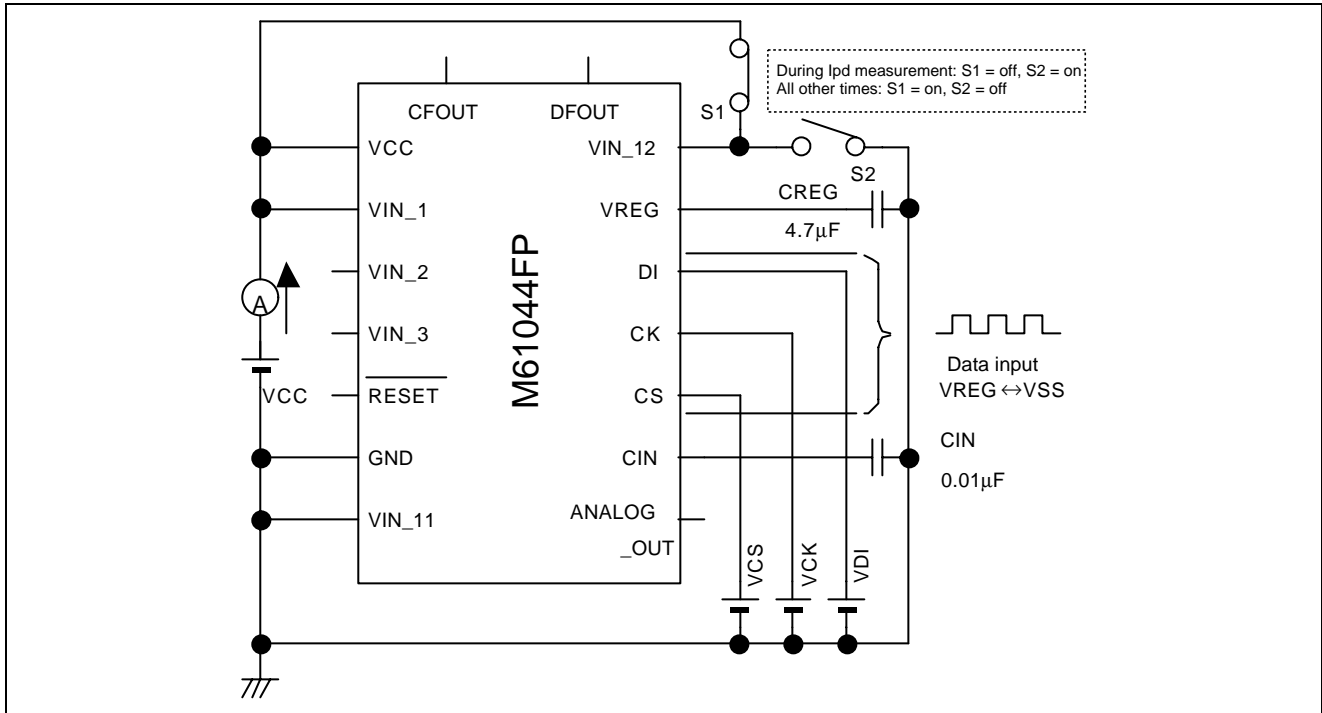 During Ipd measurement: S1 = off, S2 = on
All other times: S1 = on, S2 = off
S1
S2
CFOUT
DFOUT
VCC
VIN_1
VIN_2
VIN_3
RESET
GND
VIN_11
M61044FP
VIN_12
VREG
DI
CK
CS
CIN
ANALOG
_OUT
A
VCC
CREG
4.7µF
Data input
VREG ↔VSS
CIN
0.01µF
VCS
VCK
VDI